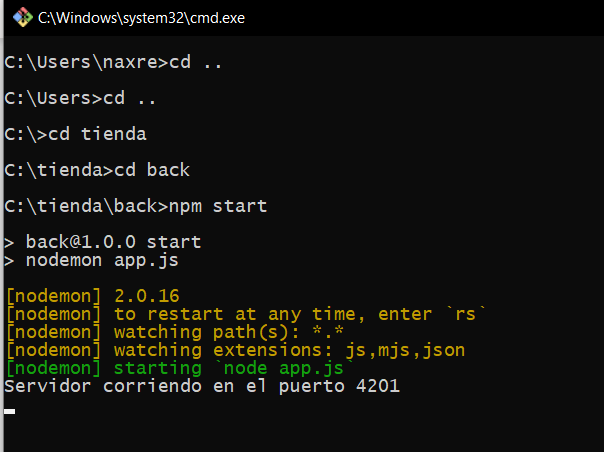 C:\Windows\system32\cmd.exe
C:\Users\naxre>cd ..
C:\Users>cd ..
C:\>cd tienda
C:\tienda>cd back
C:\tienda\back>npm start
> back@1.0.0 start
> nodemon app.js
[nodemon] 2.0.16
[nodemon] to restart at any time, enter `rs`
[nodemon] watching path(s): *.*
[nodemon] watching extensions: js,mjs,json
[nodemon] starting `node app.js`
Servidor corriendo en el puerto 4201